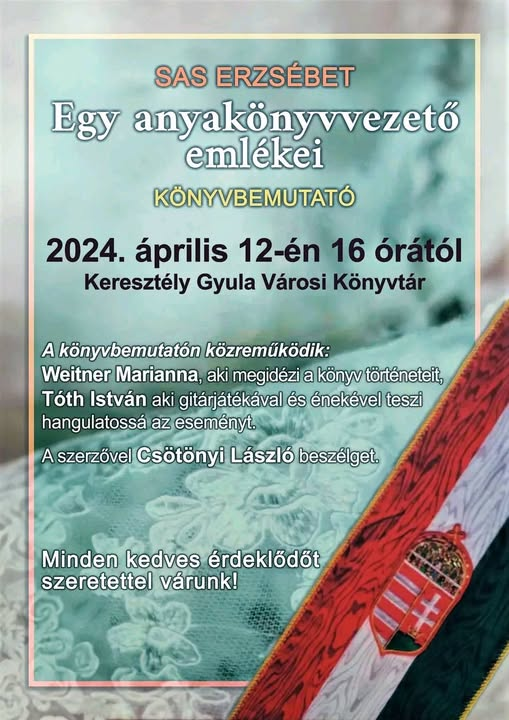 SAS ERZSÉBET
Egy anyakönyvvezető
emlékei
KÖNYVBEMUTATÓ
2024. április 12-én 16 órától
Keresztély Gyula Városi Könyvtár
A könyvbemutatón közreműködik:
Weitner Marianna, aki megidézi a könyv történeteit,
Tóth István aki gitárjátékával és énekével teszi
hangulatossá az eseményt.
A szerzővel Csötönyi László beszélget.
Minden kedves érdeklődőt
szeretettel várunk!